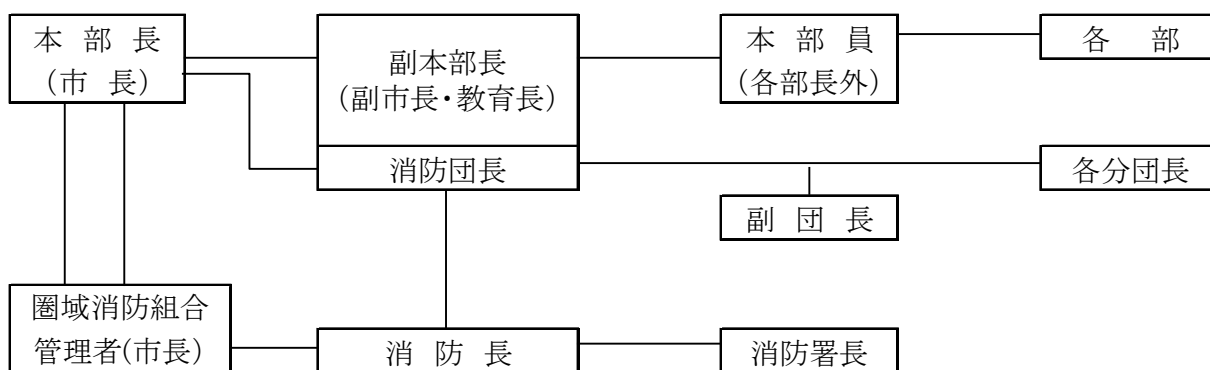 本 部 長
(市 長)
副本部長
(副市長・教育長)
本 部 員
(各部長外)
各 部
消防団長
各分団長
副 団 長
圏域消防組合
管理者(市長)
消 防 長
消防署長